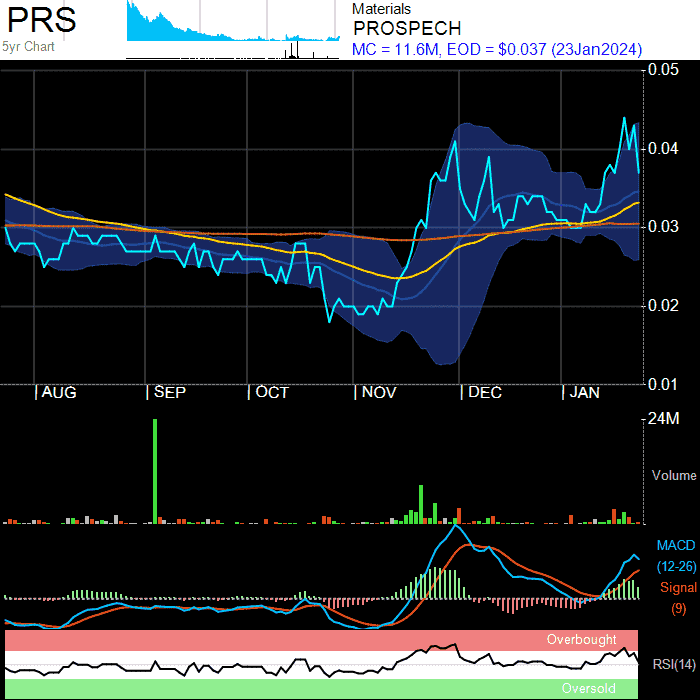 PRS
5yr Chart
Materials
PROSPECH
MC = 11.6M, EOD = $0.037 (23Jan2024)
0.05
0.04
0.03
0.02
0.01
AUG SEP OCT NOV DEC JAN
24M
Volume
MACD
(12-26)
Signal
(9)
Overbought
RSI(14)
Oversold